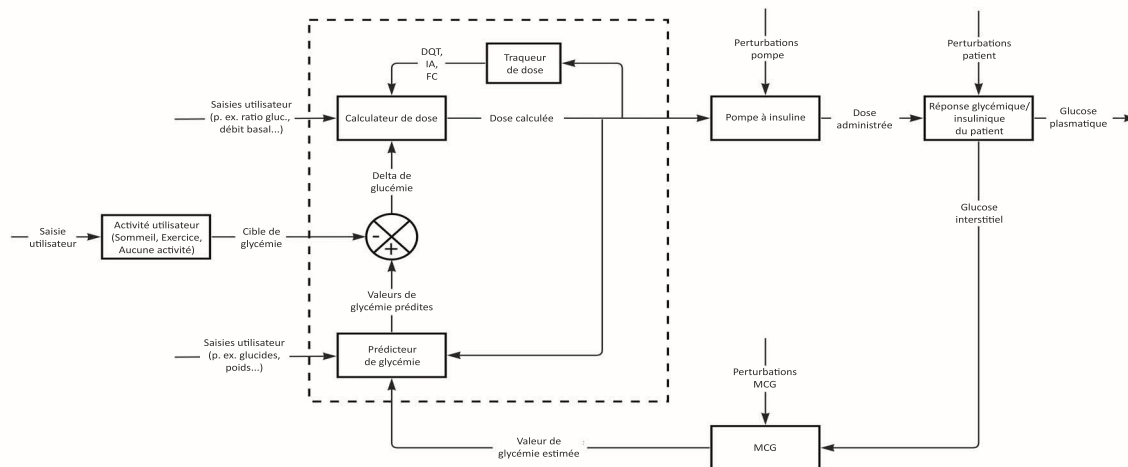 Perturbations
pompe
Perturbations
patient
DQT,
IA,
FC
Traqueur
de dose
Saisies utilisateur
(p. ex. ratio gluc.,
débit basal...)
Calculateur de dose
Dose calculée
Pompe à insuline
Dose
administrée
Réponse glycémique/
insulinique
du patient
Glucose
plasmatique
Delta de
glucémie
Glucose
interstitiel
Saisie
utilisateur
Activité utilisateur
(Sommeil, Exercice,
Aucune activité)
Cible de
glycémie
-
+
Valeurs de
glycémie prédites
Saisies utilisateur
(p. ex. glucides,
poids...)
Prédicteur
de glycémie
Perturbations
MCG
Valeur de
glycémie estimée
MCG